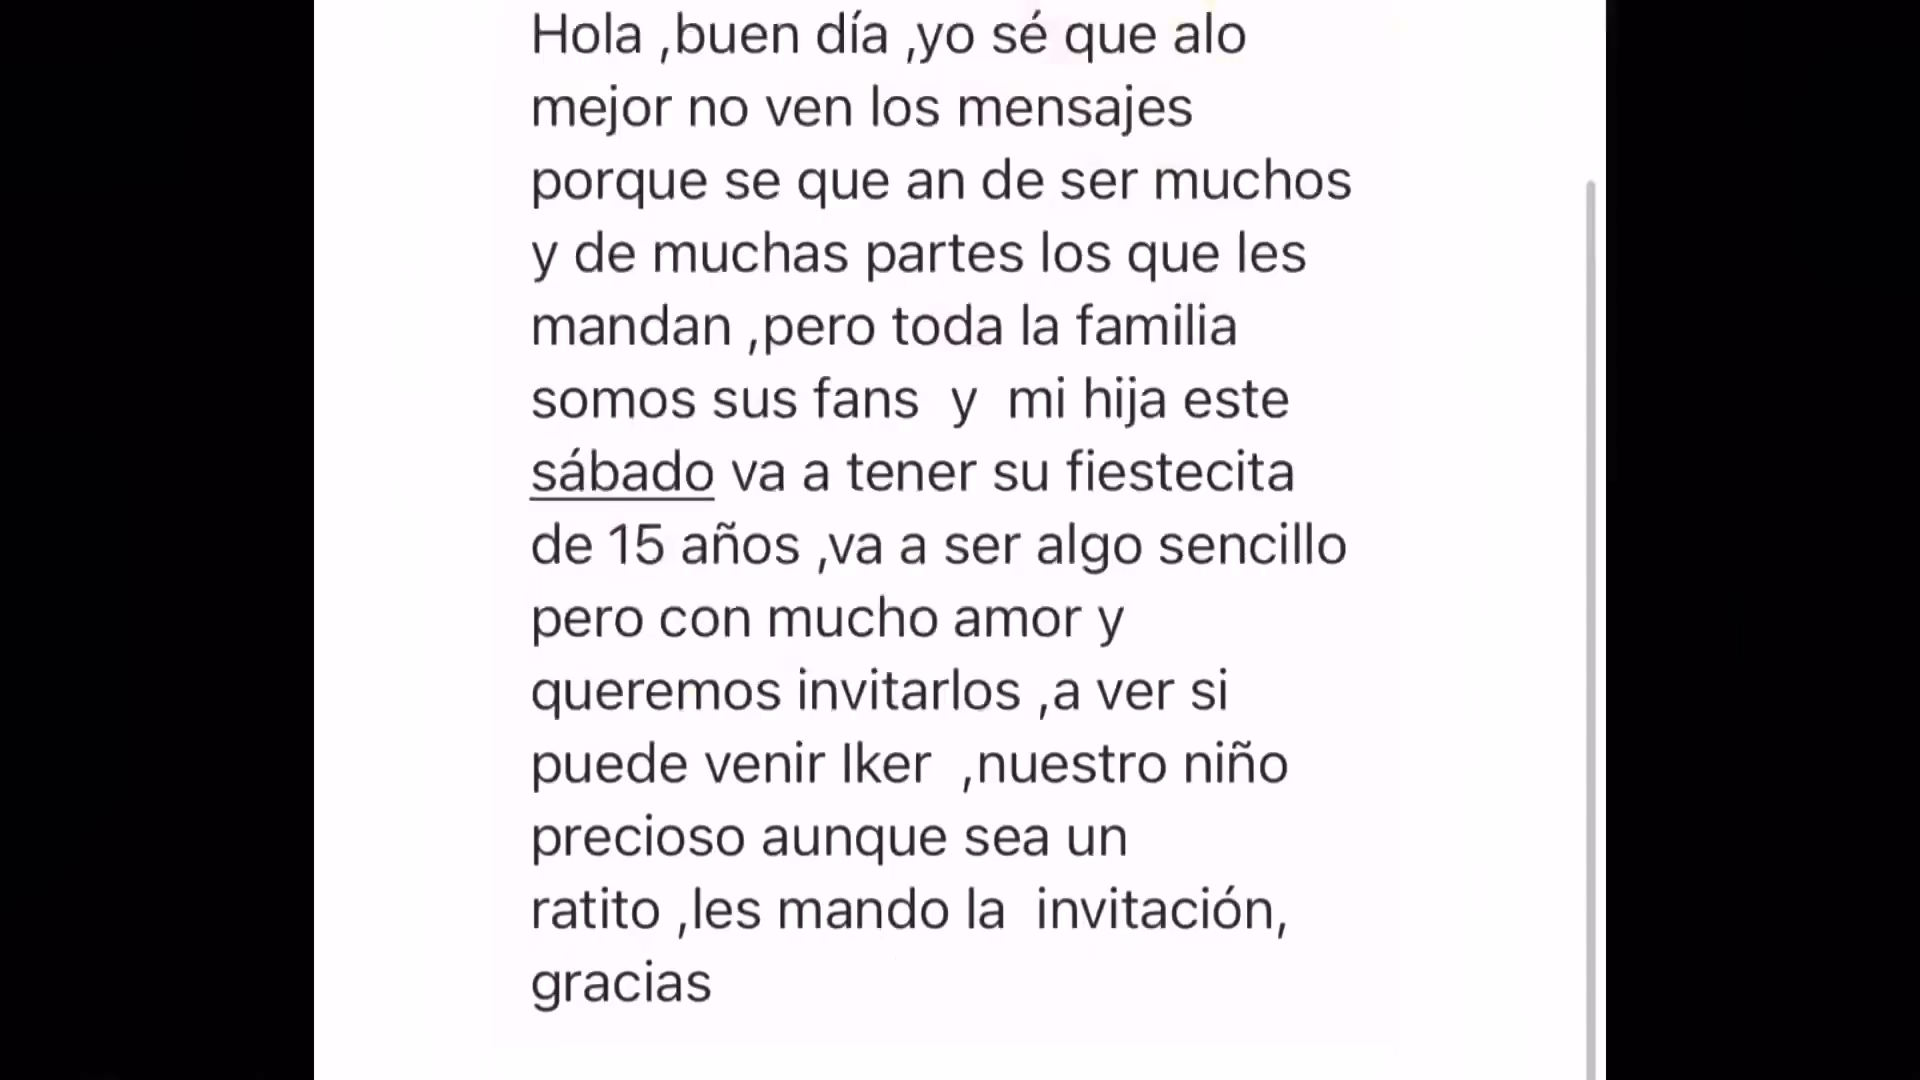 Hola ,buen día ,yo sé que alo
mejor no ven los mensajes
porque se que an de ser muchos
y de muchas partes los que les
mandan ,pero toda la familia
somos sus fans  y  mi hija este
sábado va a tener su fiestecita
de 15 años ,va a ser algo sencillo
pero con mucho amor y
queremos invitarlos ,a ver si
puede venir Iker  ,nuestro niño
precioso aunque sea un
ratito ,les mando la  invitación,
gracias